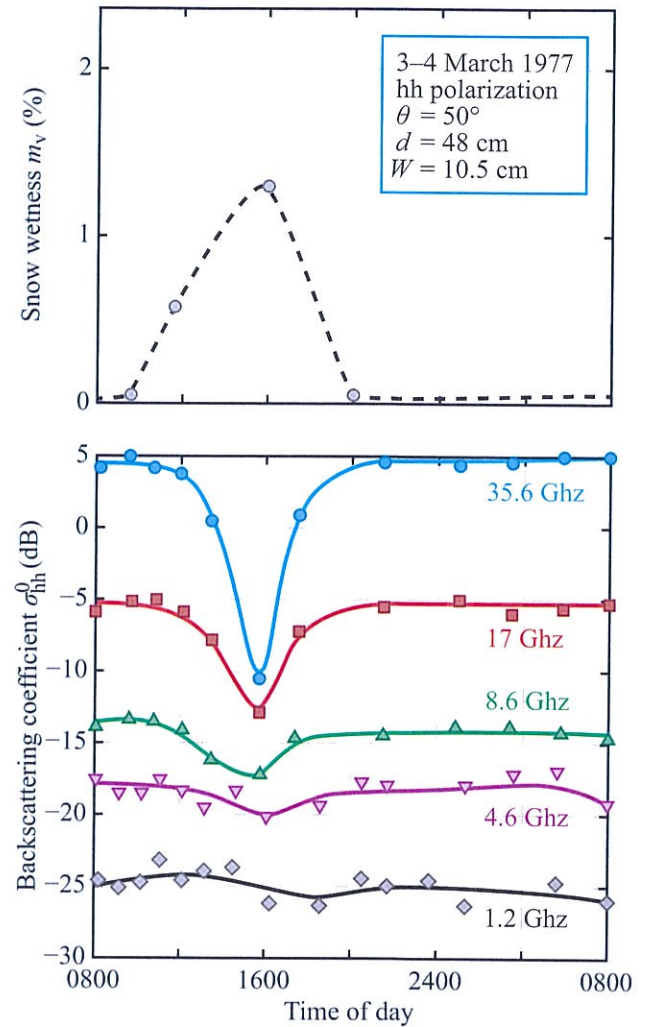 2
3–4 March 1977
hh polarization
θ = 50°
d = 48 cm
W = 10.5 cm
Snow wetness mv (%)
1
0
5
35.6 Ghz
0
Backscattering coefficient σ0hh (dB)
−5
17 Ghz
−10
8.6 Ghz
−15
−20
4.6 Ghz
−25
1.2 Ghz
−30
0800 1600 2400 0800
Time of day